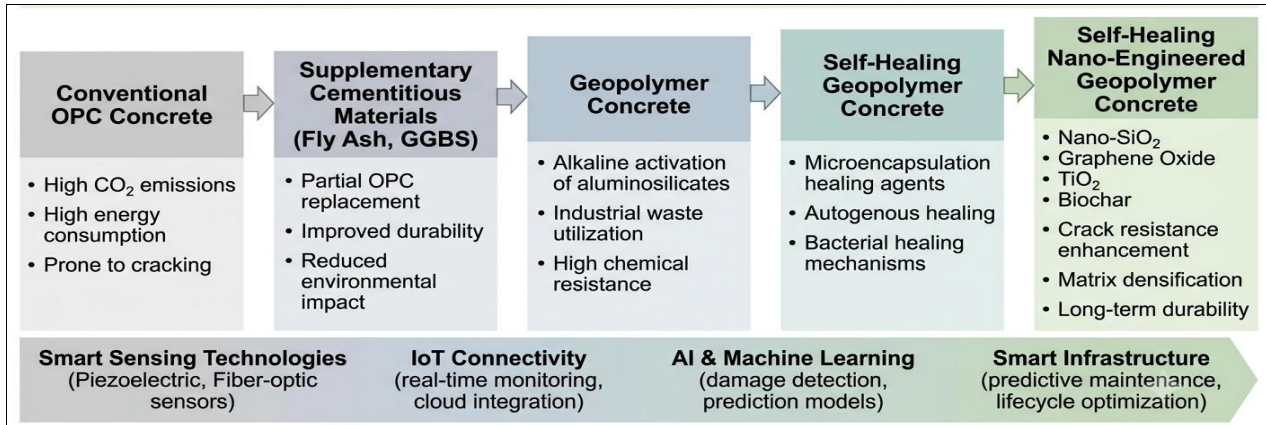 Conventional
OPC Concrete
• High CO₂ emissions
• High energy
consumption
• Prone to cracking
Supplementary
Cementitious
Materials
(Fly Ash, GGBS)
• Partial OPC
replacement
• Improved durability
• Reduced
environmental
impact
Geopolymer
Concrete
• Alkaline activation
of aluminosilicates
• Industrial waste
utilization
• High chemical
resistance
Self-Healing
Geopolymer
Concrete
• Microencapsulation
healing agents
• Autogenous healing
• Bacterial healing
mechanisms
Self-Healing
Nano-Engineered
Geopolymer
Concrete
• Nano-SiO₂
• Graphene Oxide
• TiO₂
• Biochar
• Crack resistance
enhancement
• Matrix densification
• Long-term durability
Smart Sensing Technologies
(Piezoelectric, Fiber-optic
sensors)
IoT Connectivity
(real-time monitoring,
cloud integration)
AI & Machine Learning
(damage detection,
prediction models)
Smart Infrastructure
(predictive maintenance,
lifecycle optimization)